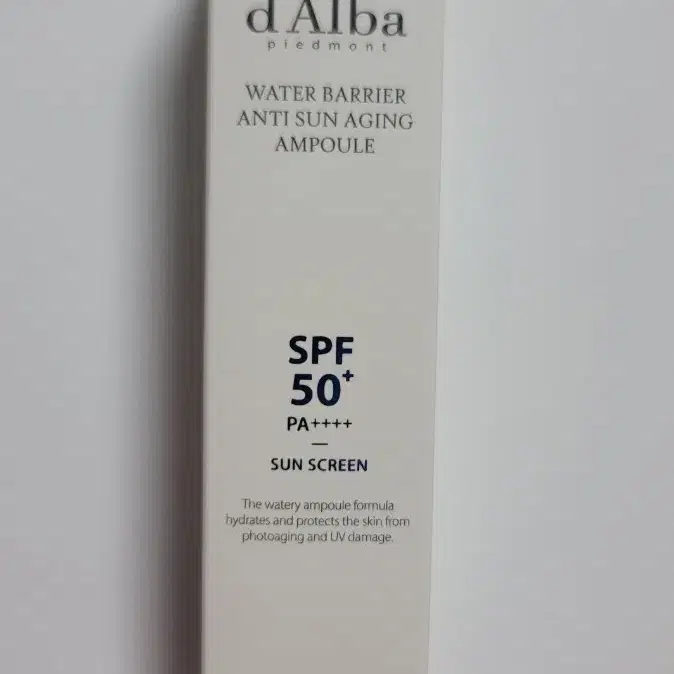 d'Alba
piedmont
WATER BARRIER
ANTI SUN AGING
AMPOULE
SPF
50+
PA++++
SUN SCREEN
The watery ampoule formula
hydrates and protects the skin from
photoaging and UV damage.